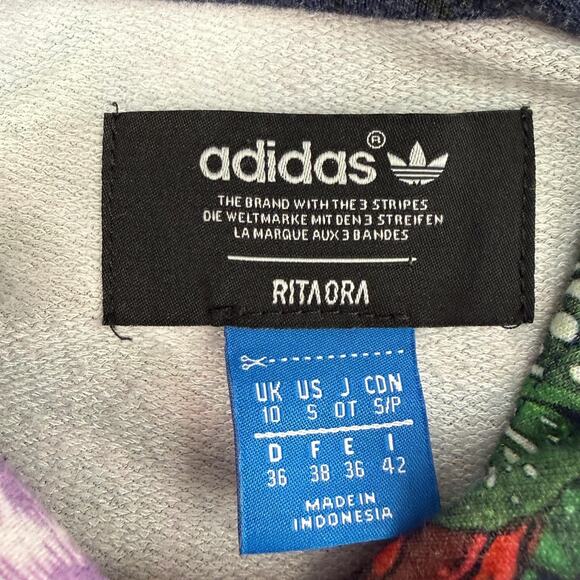 adidas®
THE BRAND WITH THE 3 STRIPES
DIE WELTMARKE MIT DEN 3 STREIFEN
LA MARQUE AUX 3 BANDES
RITA ORA
UK US J CDN
10 S OT S/P
D F E I
36 38 36 42
MADE IN
INDONESIA